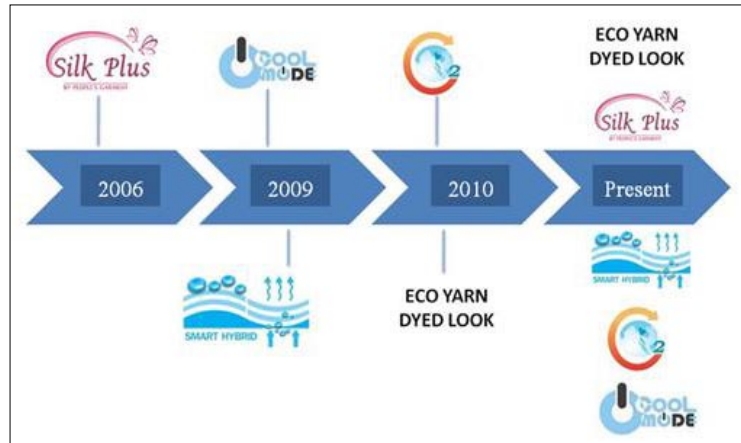 Silk Plus
BY PEOPLE'S GARMENT
COOL
MODE
2
ECO YARN
DYED LOOK
Silk Plus
BY PEOPLE'S GARMENT
2006
2009
2010
Present
SMART HYBRID
ECO YARN
DYED LOOK
SMART HYBRID
2
COOL
MODE